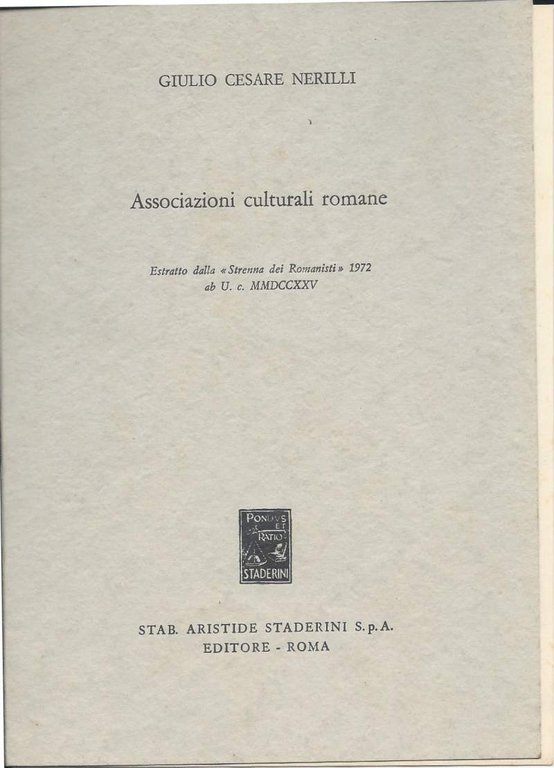 GIULIO CESARE NERILLI
Associazioni culturali romane
Estratto dalla « Strenna dei Romanisti » 1972
ab U. c. MMDCCXXV
PONDVS
ET
RATIO
STADERINI
STAB. ARISTIDE STADERINI S.p.A.
EDITORE - ROMA